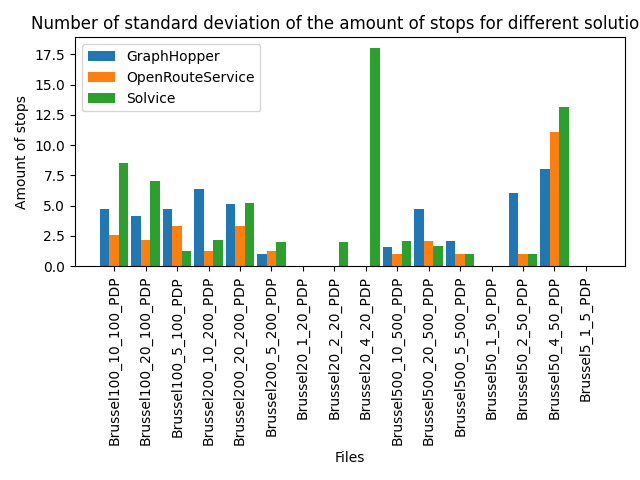 Number of standard deviation of the amount of stops for different solutio
GraphHopper
OpenRouteService
Solvice
Amount of stops
17.5
15.0
12.5
10.0
7.5
5.0
2.5
0.0
Brussel100_10_100_PDP
Brussel100_20_100_PDP
Brussel100_5_100_PDP
Brussel200_10_200_PDP
Brussel200_20_200_PDP
Brussel200_5_200_PDP
Brussel20_1_20_PDP
Brussel20_2_20_PDP
Brussel20_4_20_PDP
Brussel500_10_500_PDP
Brussel500_20_500_PDP
Brussel500_5_500_PDP
Brussel50_1_50_PDP
Brussel50_2_50_PDP
Brussel50_4_50_PDP
Brussel5_1_5_PDP
Files